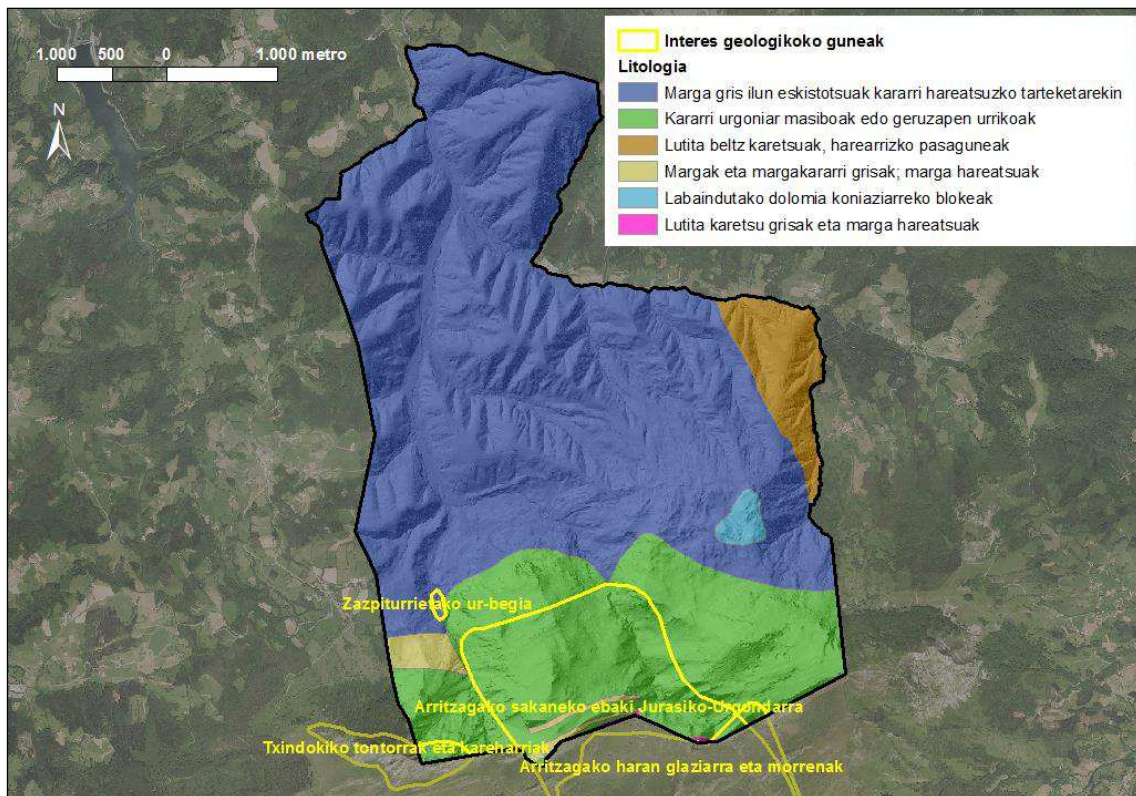 1.000 500 0 1.000 metro
N
Interes geologikoko guneak
Litologia
Marga gris ilun eskistotsuak kararri hareatsuzko tarteketarekin
Kararri urgoniar masiboak edo geruzapen urrikoak
Lutita beltz karetsuak, harearrizko pasaguneak
Margak eta margakararri grisak; marga hareatsuak
Labaindutako dolomia koniaziarreko blokeak
Lutita karetsu grisak eta marga hareatsuak
Zazpiturrietako ur-begia
Arritzagako sakaneko ebaki Jurasiko-Urgondarra
Txindokiko tontorrak eta kareharriak
Arritzagako haran glaziarra eta morrenak